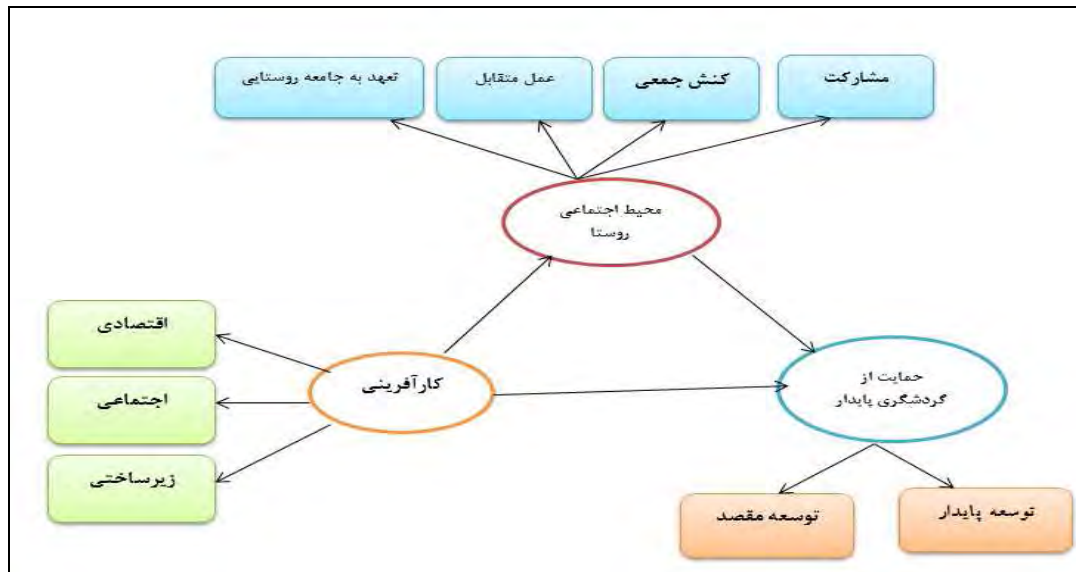 مشارکت
کنش جمعی
عمل متقابل
تعهد به جامعه روستایی
محیط اجتماعی
روستا
اقتصادی
اجتماعی
زیرساختی
کارآفرینی
حمایت از
گردشگری پایدار
توسعه پایدار
توسعه مقصد